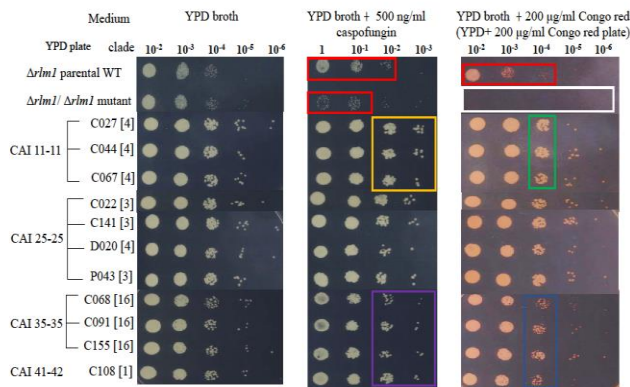 Medium YPD broth YPD broth + 500 ng/ml caspofungin YPD broth + 200 µg/ml Congo red (YPD+ 200 µg/ml Congo red plate)
YPD plate clade 10⁻² 10⁻³ 10⁻⁴ 10⁻⁵ 10⁻⁶ 1 10⁻¹ 10⁻² 10⁻³ 10⁻² 10⁻³ 10⁻⁴ 10⁻⁵ 10⁻⁶
Δrlm1 parental WT
Δrlm1/ Δrlm1 mutant
C027 [4]
CAI 11-11 C044 [4]
C067 [4]
C022 [3]
CAI 25-25 C141 [3]
D020 [4]
P043 [3]
C068 [16]
CAI 35-35 C091 [16]
C155 [16]
CAI 41-42 C108 [1]